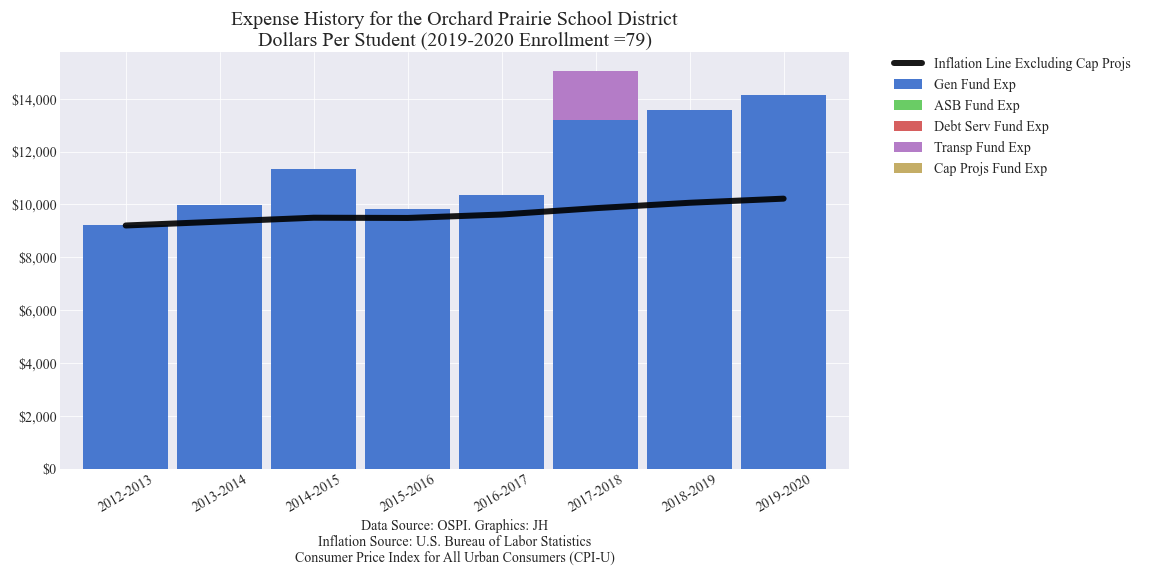 Expense History for the Orchard Prairie School District
Dollars Per Student (2019-2020 Enrollment =79)
Inflation Line Excluding Cap Projs
Gen Fund Exp
ASB Fund Exp
Debt Serv Fund Exp
Transp Fund Exp
Cap Projs Fund Exp
$14,000
$12,000
$10,000
$8,000
$6,000
$4,000
$2,000
$0
2012-2013
2013-2014
2014-2015
2015-2016
2016-2017
2017-2018
2018-2019
2019-2020
Data Source: OSPI. Graphics: JH
Inflation Source: U.S. Bureau of Labor Statistics
Consumer Price Index for All Urban Consumers (CPI-U)